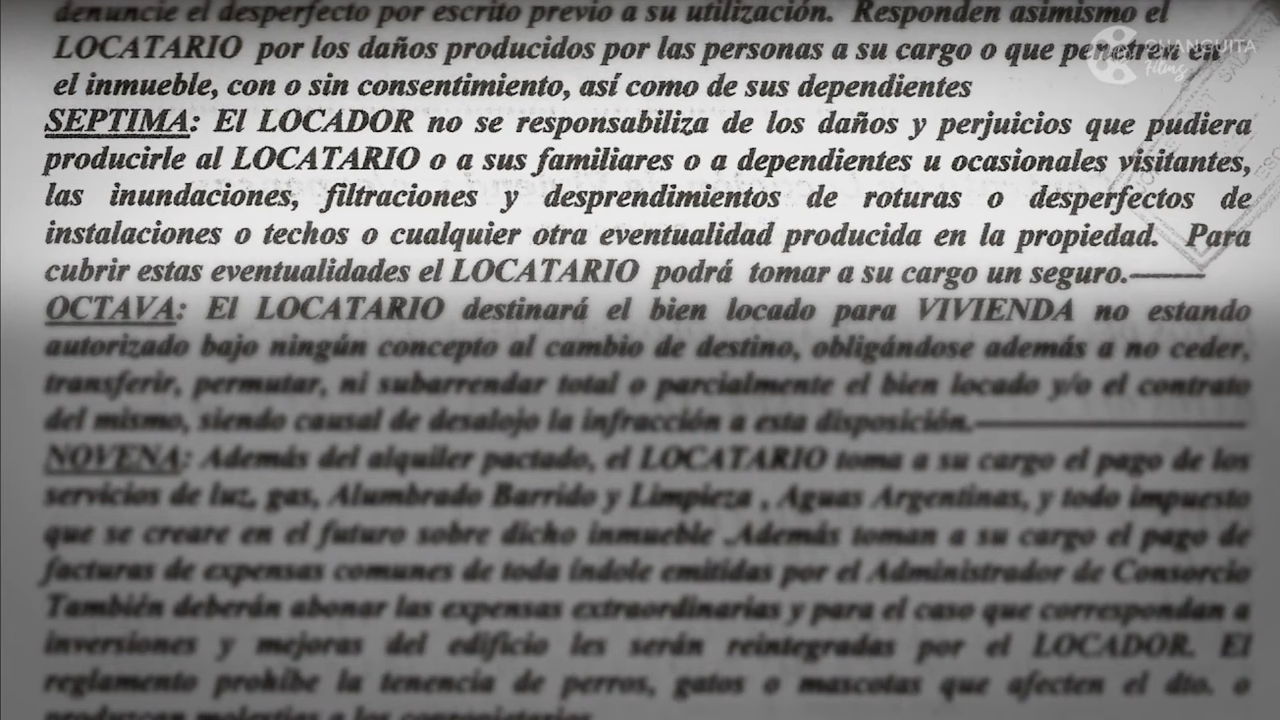 denuncie el desperfecto por escrito previo a su utilización. Responden asimismo el
LOCATARIO por los daños producidos por las personas a su cargo o que penetren en
el inmueble, con o sin consentimiento, así como de sus dependientes
SEPTIMA: El LOCADOR no se responsabiliza de los daños y perjuicios que pudiera
producirle al LOCATARIO o a sus familiares o a dependientes u ocasionales visitantes,
las inundaciones, filtraciones y desprendimientos de roturas o desperfectos de
instalaciones o techos o cualquier otra eventualidad producida en la propiedad. Para
cubrir estas eventualidades el LOCATARIO podrá tomar a su cargo un seguro.
OCTAVA: El LOCATARIO destinará el bien locado para VIVIENDA no estando
autorizado bajo ningún concepto al cambio de destino, obligándose además a no ceder,
transferir, permutar, ni subarrendar total o parcialmente el bien locado y/o el contrato
del mismo, siendo causal de desalojo la infracción a esta disposición.
NOVENA: Además del alquiler pactado, el LOCATARIO toma a su cargo el pago de los
servicios de luz, gas, Alumbrado Barrido y Limpieza , Aguas Argentinas, y todo impuesto
que se creare en el futuro sobre dicho inmueble .Además toman a su cargo el pago de
facturas de expensas comunes de toda índole emitidas por el Administrador de Consorcio
También deberán abonar las expensas extraordinarias y para el caso que correspondan a
inversiones y mejoras del edificio les serán reintegradas por el LOCADOR. El
reglamento prohíbe la tenencia de perros, gatos o mascotas que afecten el dto. o
produzcan molestias a los copropietarios
CHANGUITA
Films